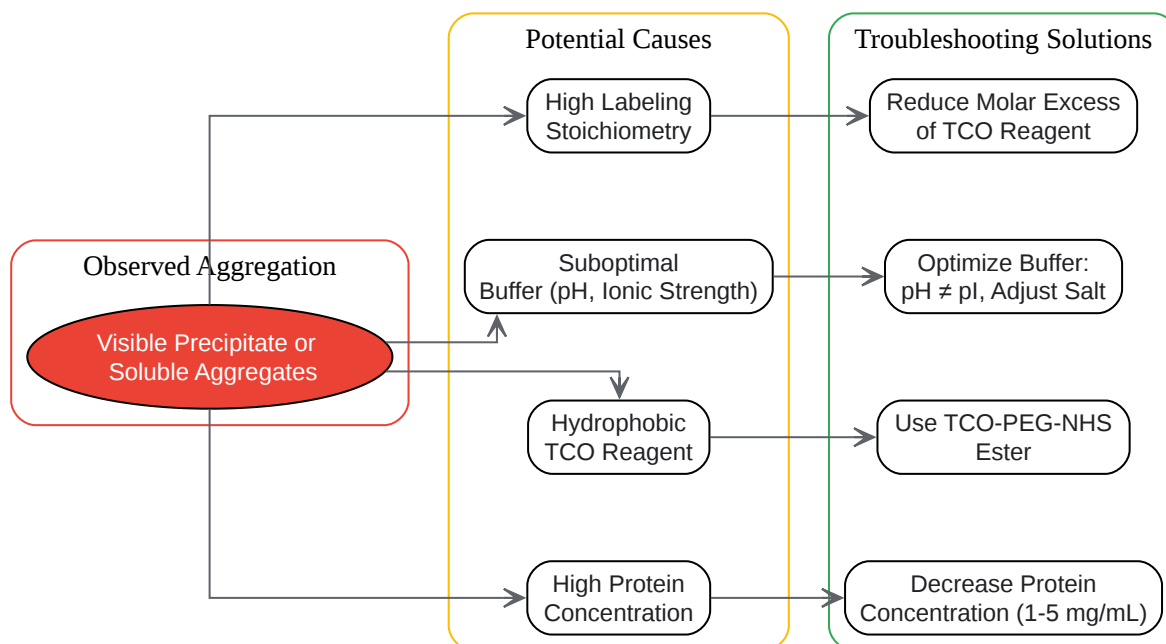 Potential Causes
Troubleshooting Solutions
High Labeling
Stoichiometry
Reduce Molar Excess
of TCO Reagent
Observed Aggregation
Suboptimal
Buffer (pH, Ionic Strength)
Optimize Buffer:
pH ≠ pI, Adjust Salt
Visible Precipitate or
Soluble Aggregates
Hydrophobic
TCO Reagent
Use TCO-PEG-NHS
Ester
High Protein
Concentration
Decrease Protein
Concentration (1-5 mg/mL)